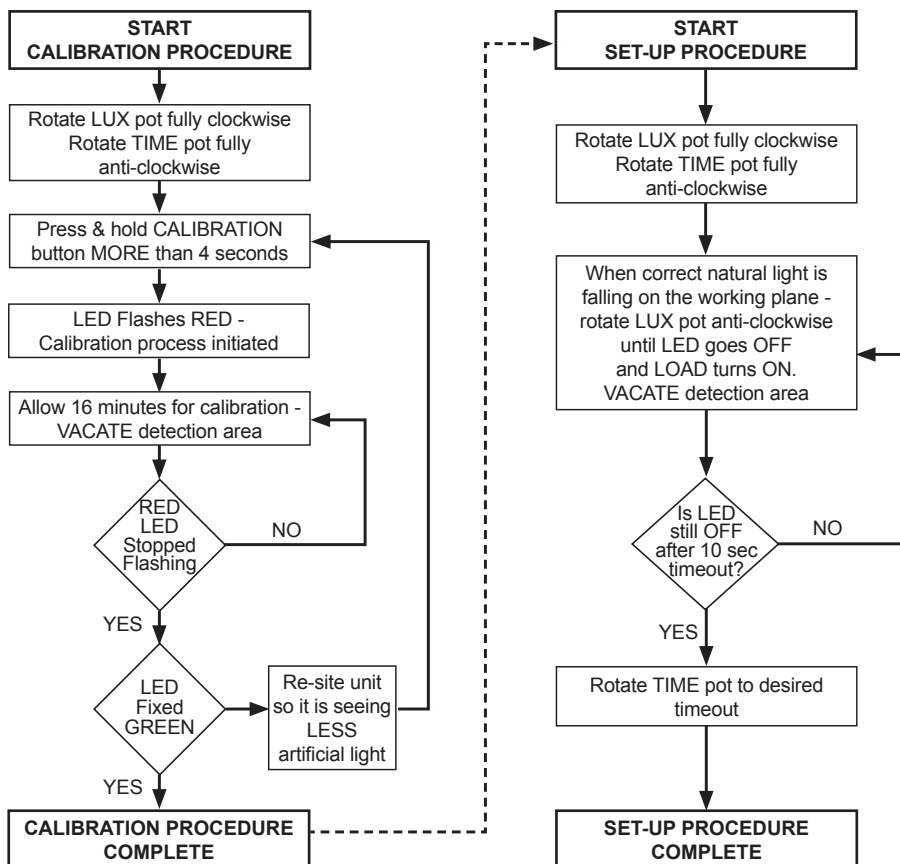 START
CALIBRATION PROCEDURE
Rotate LUX pot fully clockwise
Rotate TIME pot fully
anti-clockwise
Press & hold CALIBRATION
button MORE than 4 seconds
LED Flashes RED -
Calibration process initiated
Allow 16 minutes for calibration -
VACATE detection area
RED
LED
Stopped
Flashing
NO
YES
LED
Fixed
GREEN
Re-site unit
so it is seeing
LESS
artificial light
YES
CALIBRATION PROCEDURE
COMPLETE
START
SET-UP PROCEDURE
Rotate LUX pot fully clockwise
Rotate TIME pot fully
anti-clockwise
When correct natural light is
falling on the working plane -
rotate LUX pot anti-clockwise
until LED goes OFF
and LOAD turns ON.
VACATE detection area
Is LED
still OFF
after 10 sec
timeout?
NO
YES
Rotate TIME pot to desired
timeout
SET-UP PROCEDURE
COMPLETE